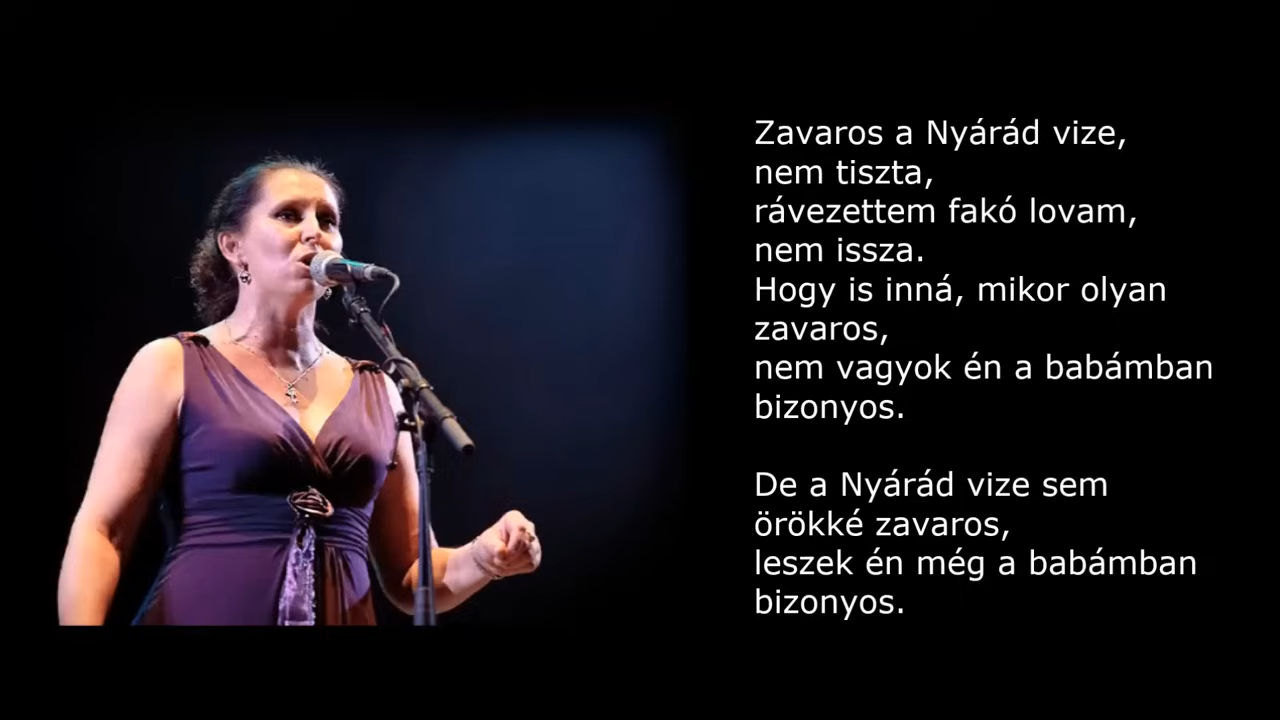 Zavaros a Nyárád vize,
nem tiszta,
rávezettem fakó lovam,
nem issza.
Hogy is inná, mikor olyan
zavaros,
nem vagyok én a babámban
bizonyos.
De a Nyárád vize sem
örökké zavaros,
leszek én még a babámban
bizonyos.